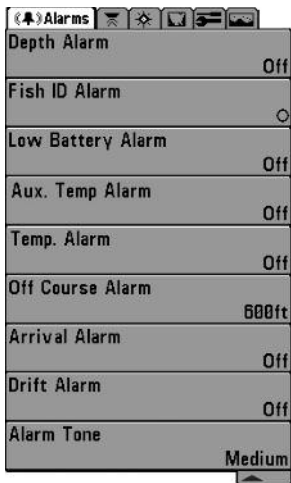 Alarms
Depth Alarm
Off
Fish ID Alarm
Low Battery Alarm
Off
Aux. Temp Alarm
Off
Temp. Alarm
Off
Off Course Alarm
600ft
Arrival Alarm
Off
Drift Alarm
Off
Alarm Tone
Medium